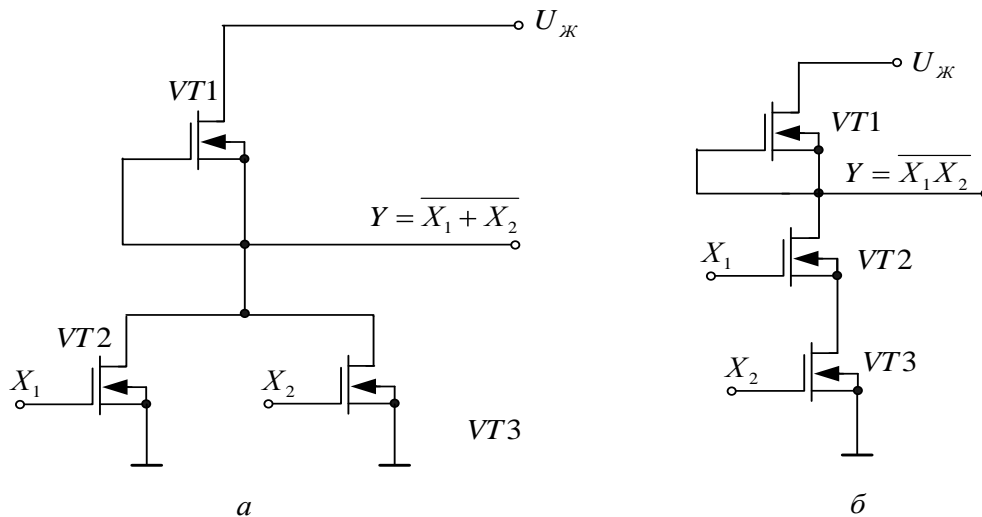 U_Ж
VT1
Y = \overline{X_1 + X_2}
VT2
X_1
X_2
VT3
а
U_Ж
VT1
Y = \overline{X_1 X_2}
X_1
VT2
X_2
VT3
б